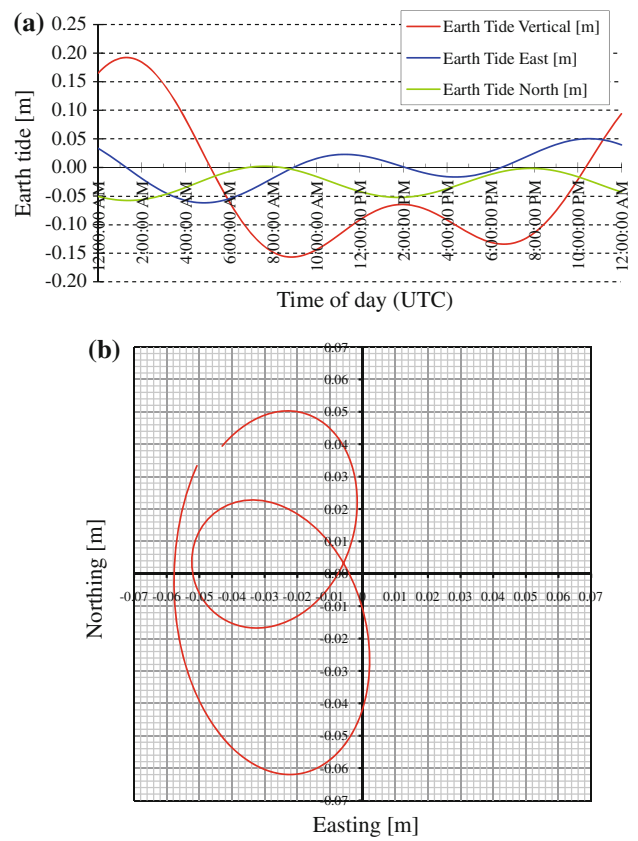 (a)
0.25
0.20
0.15
0.10
0.05
0.00
-0.05
-0.10
-0.15
-0.20
Earth tide [m]
Earth Tide Vertical [m]
Earth Tide East [m]
Earth Tide North [m]
12:00:00 AM
2:00:00 AM
4:00:00 AM
6:00:00 AM
8:00:00 AM
10:00:00 AM
12:00:00 PM
2:00:00 PM
4:00:00 PM
6:00:00 PM
8:00:00 PM
10:00:00 PM
12:00:00 AM
Time of day (UTC)
(b)
0.07
0.06
0.05
0.04
0.03
0.02
0.01
0.00
-0.01
-0.02
-0.03
-0.04
-0.05
-0.06
-0.07
Northing [m]
-0.07 -0.06 -0.05 -0.04 -0.03 -0.02 -0.01 0 0.01 0.02 0.03 0.04 0.05 0.06 0.07
Easting [m]